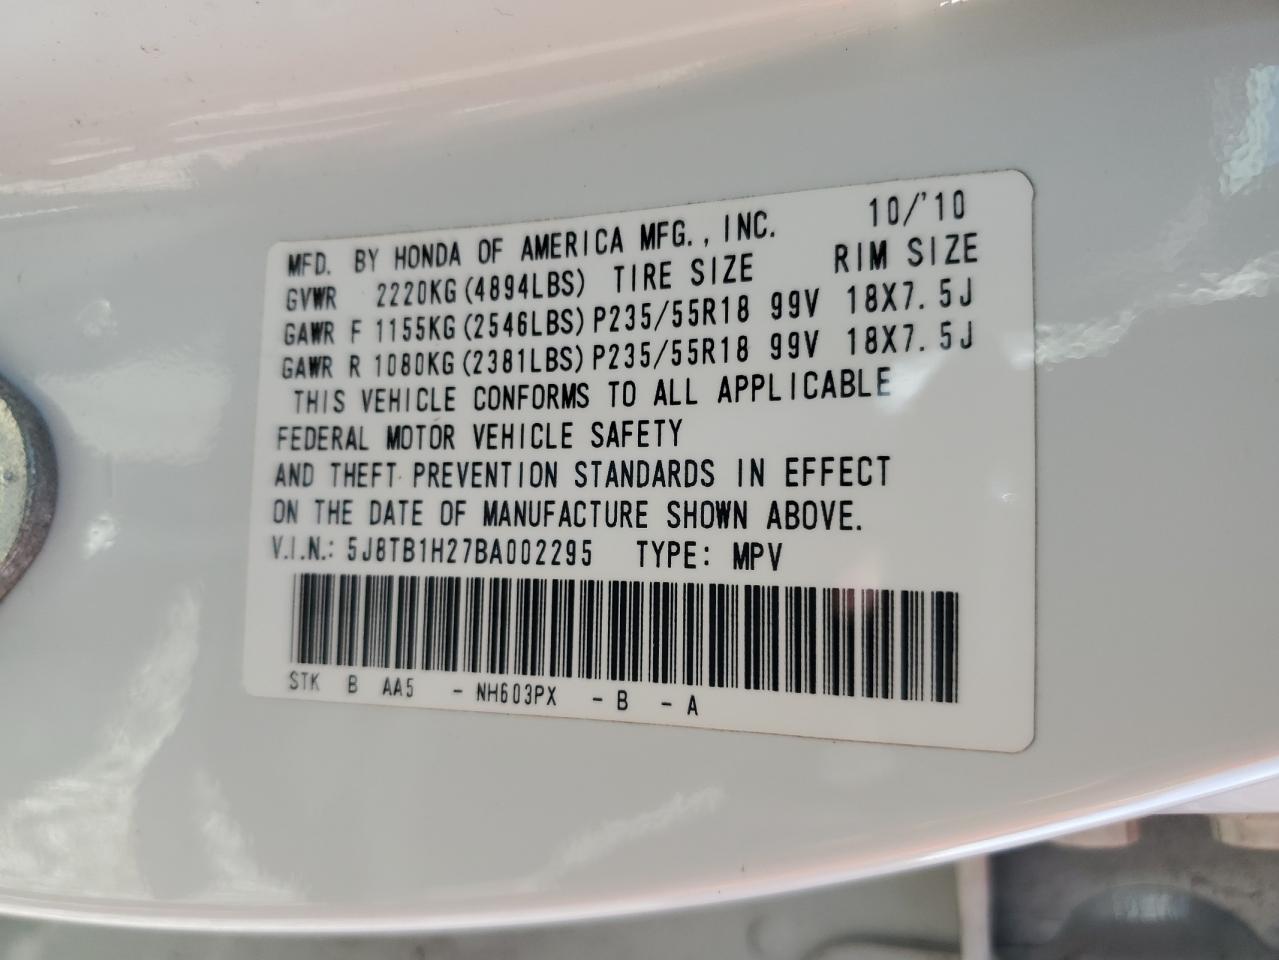 MFD. BY HONDA OF AMERICA MFG., INC. 10/'10
GVWR 2220KG(4894LBS) TIRE SIZE RIM SIZE
GAWR F 1155KG(2546LBS) P235/55R18 99V 18X7.5J
GAWR R 1080KG(2381LBS) P235/55R18 99V 18X7.5J
THIS VEHICLE CONFORMS TO ALL APPLICABLE
FEDERAL MOTOR VEHICLE SAFETY
AND THEFT PREVENTION STANDARDS IN EFFECT
ON THE DATE OF MANUFACTURE SHOWN ABOVE.
V.I.N.: 5J8TB1H27BA002295 TYPE: MPV
STK B AA5 - NH603PX - B - A